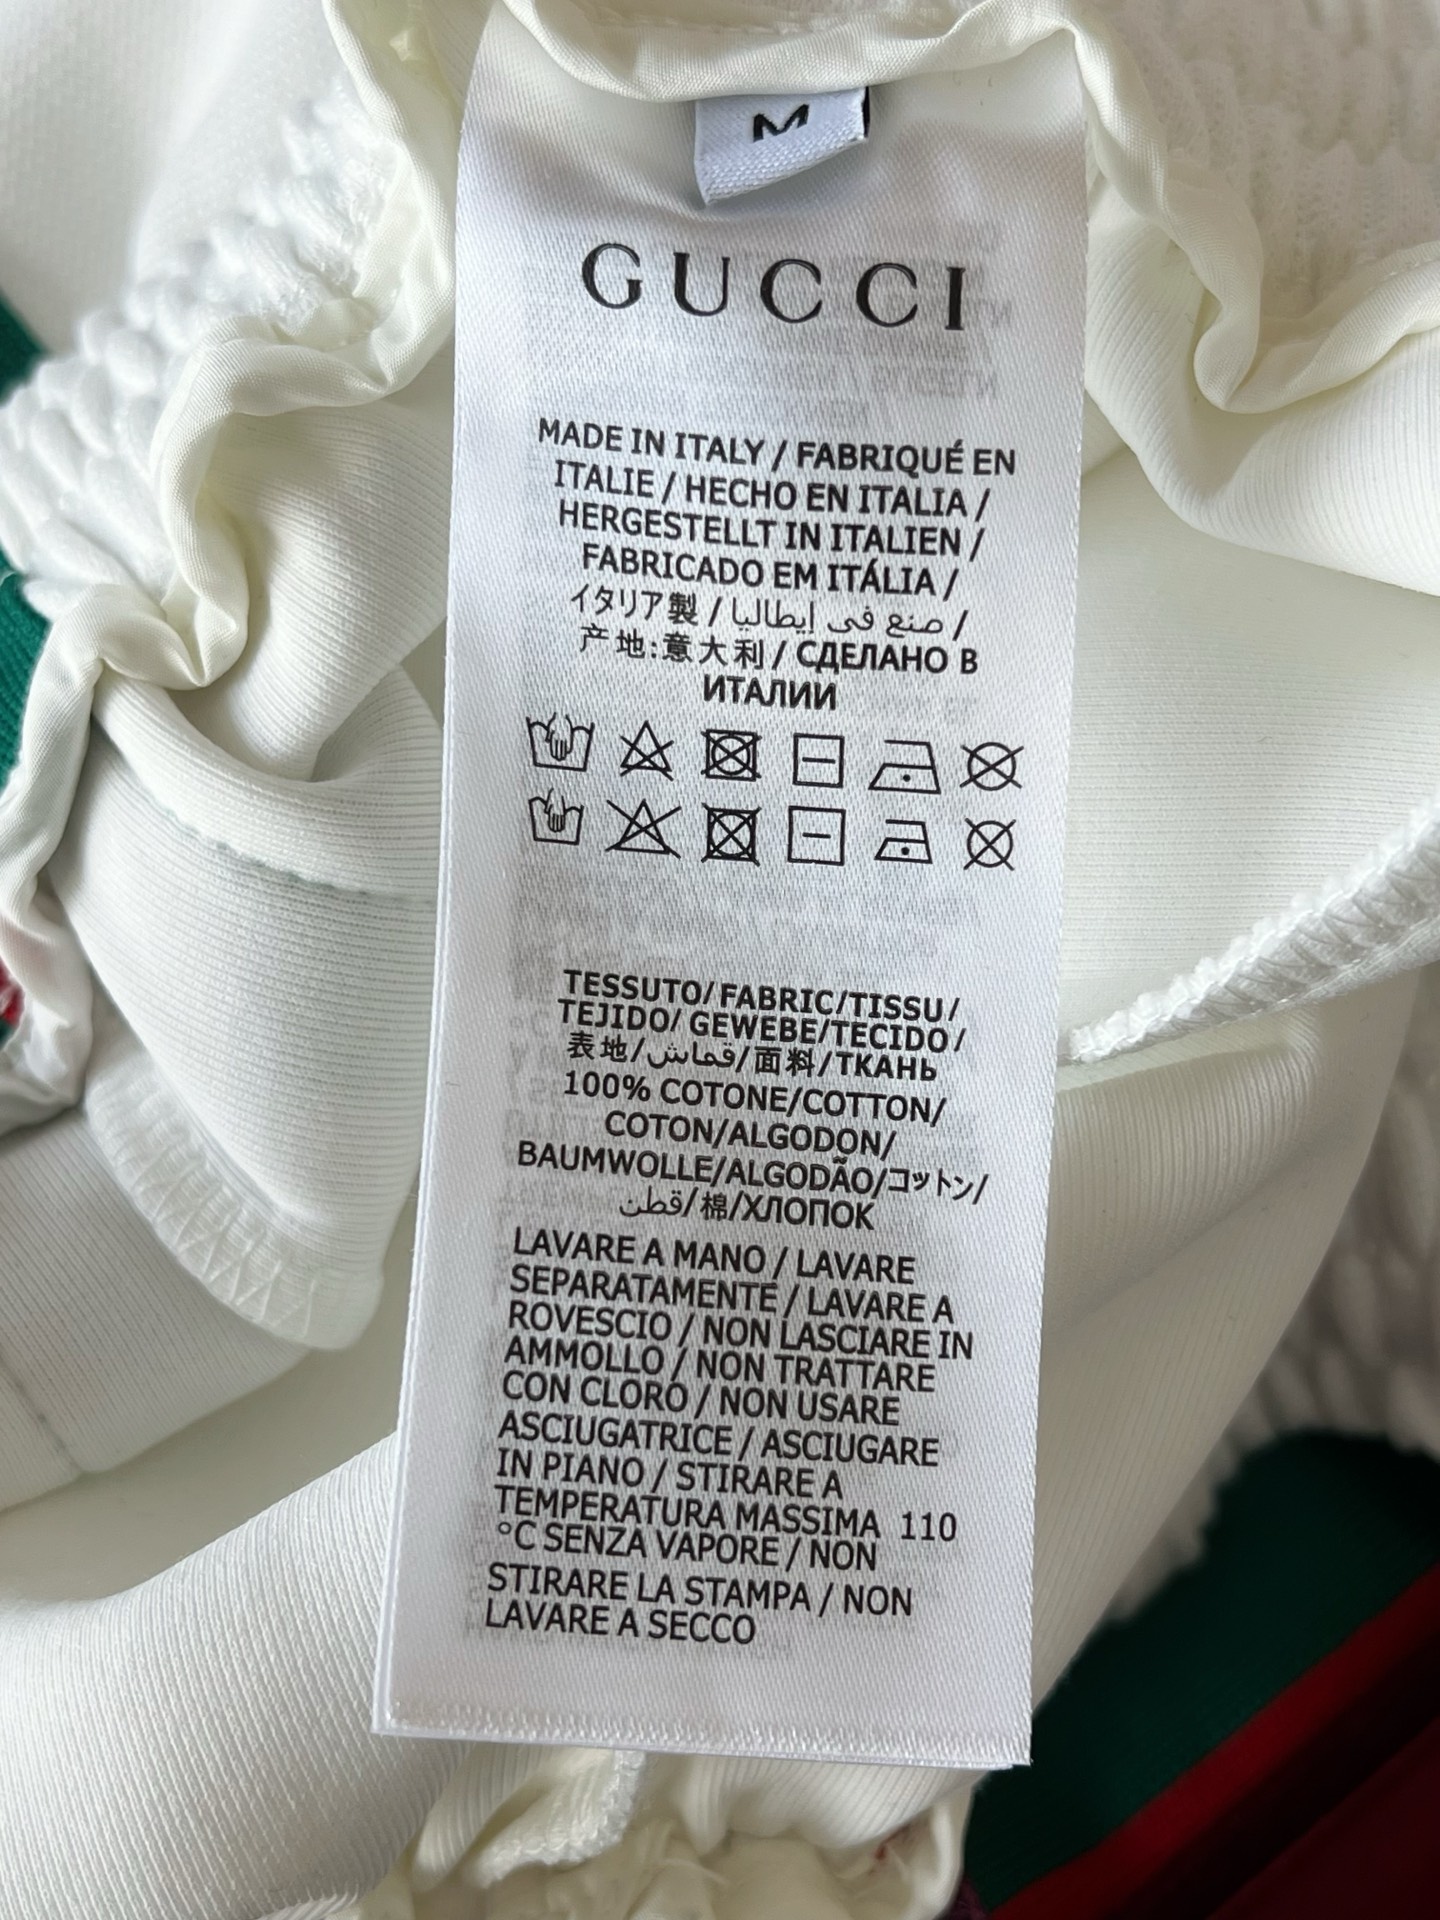 M
GUCCI
MADE IN ITALY / FABRIQUÉ EN
ITALIE / HECHO EN ITALIA /
HERGESTELLT IN ITALIEN /
FABRICADO EM ITÁLIA /
イタリア製 / صنع في إيطاليا /
产地:意大利 / СДЕЛАНО В
ИТАЛИИ
TESSUTO/FABRIC/TISSU/
TEJIDO/ GEWEBE/TECIDO/
表地/قماش/面料/ТКАНЬ
100% COTONE/COTTON/
COTON/ALGODON/
BAUMWOLLE/ALGODÃO/コットン/
قطن/棉/ХЛОПОК
LAVARE A MANO / LAVARE
SEPARATAMENTE / LAVARE A
ROVESCIO / NON LASCIARE IN
AMMOLLO / NON TRATTARE
CON CLORO / NON USARE
ASCIUGATRICE / ASCIUGARE
IN PIANO / STIRARE A
TEMPERATURA MASSIMA 110
°C SENZA VAPORE / NON
STIRARE LA STAMPA / NON
LAVARE A SECCO